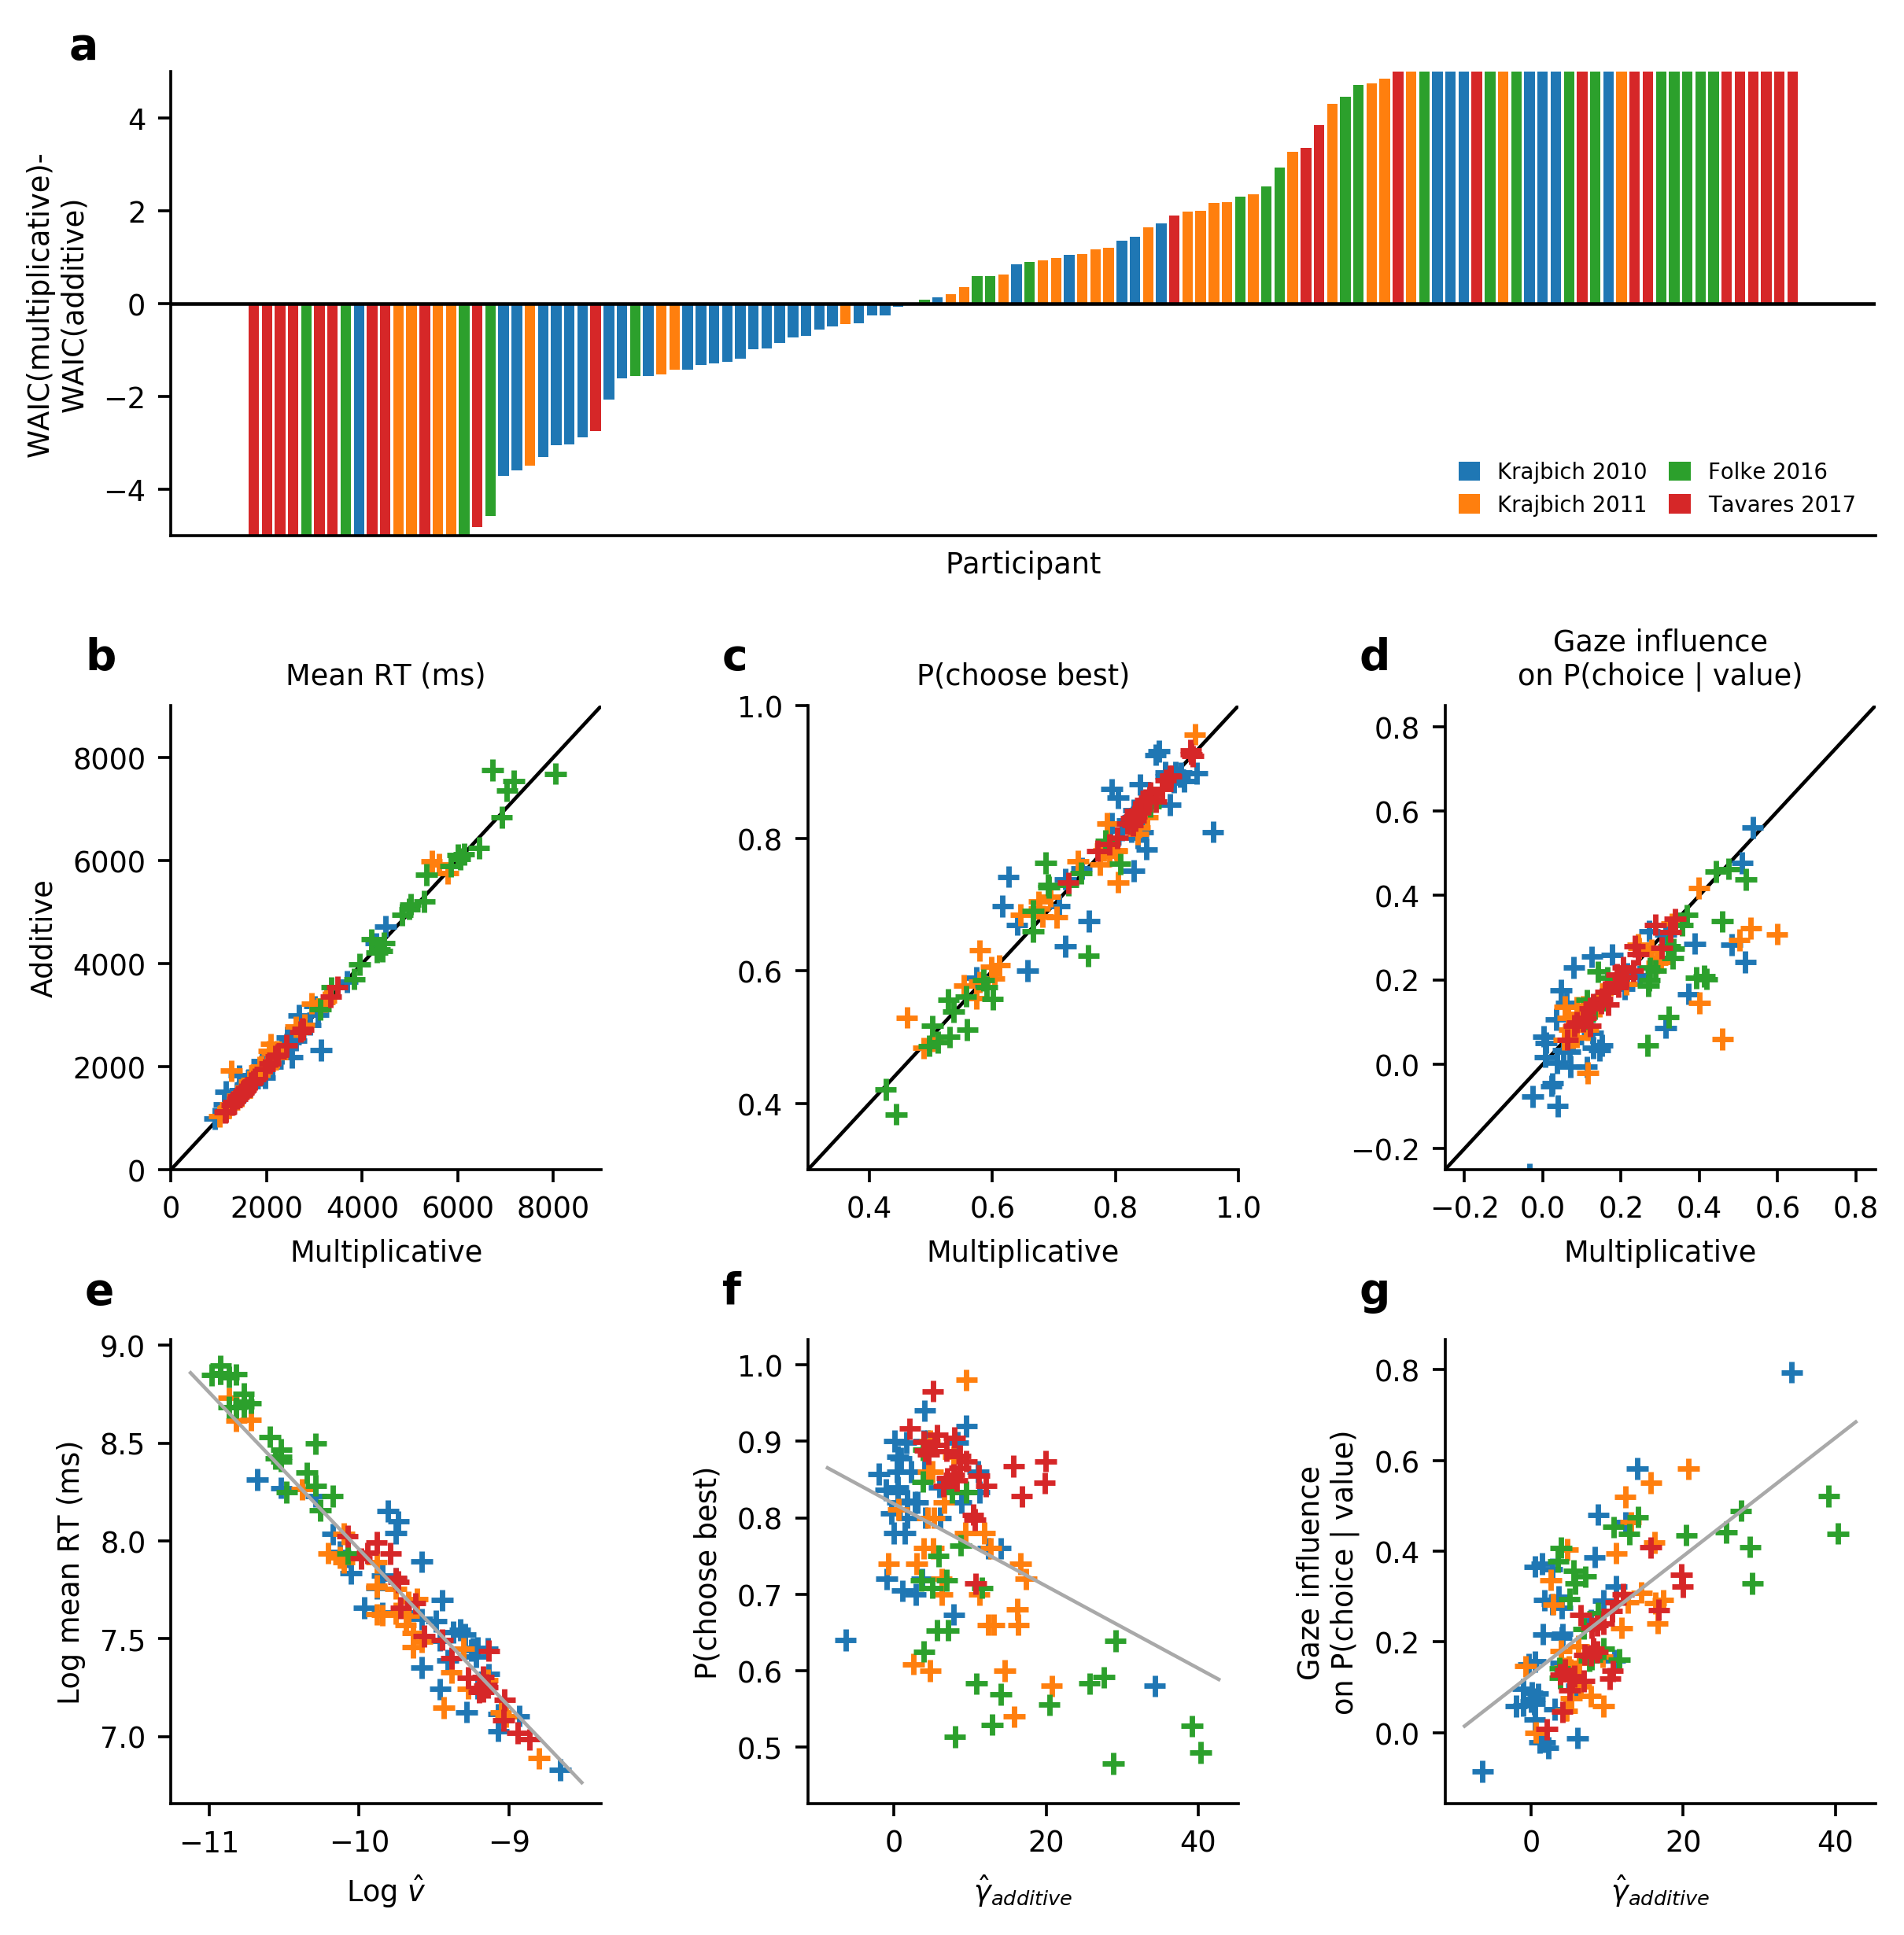 a
4
2
0
−2
−4
WAIC(multiplicative)-
WAIC(additive)
Krajbich 2010
Krajbich 2011
Folke 2016
Tavares 2017
Participant
b
Mean RT (ms)
8000
6000
4000
2000
0
Additive
0 2000 4000 6000 8000
Multiplicative
c
P(choose best)
1.0
0.8
0.6
0.4
0.4 0.6 0.8 1.0
Multiplicative
d
Gaze influence
on P(choice | value)
0.8
0.6
0.4
0.2
0.0
−0.2
−0.2 0.0 0.2 0.4 0.6 0.8
Multiplicative
e
9.0
8.5
8.0
7.5
7.0
Log mean RT (ms)
−11 −10 −9
Log v̂
f
1.0
0.9
0.8
0.7
0.6
0.5
P(choose best)
0 20 40
γ̂additive
g
0.8
0.6
0.4
0.2
0.0
Gaze influence
on P(choice | value)
0 20 40
γ̂additive